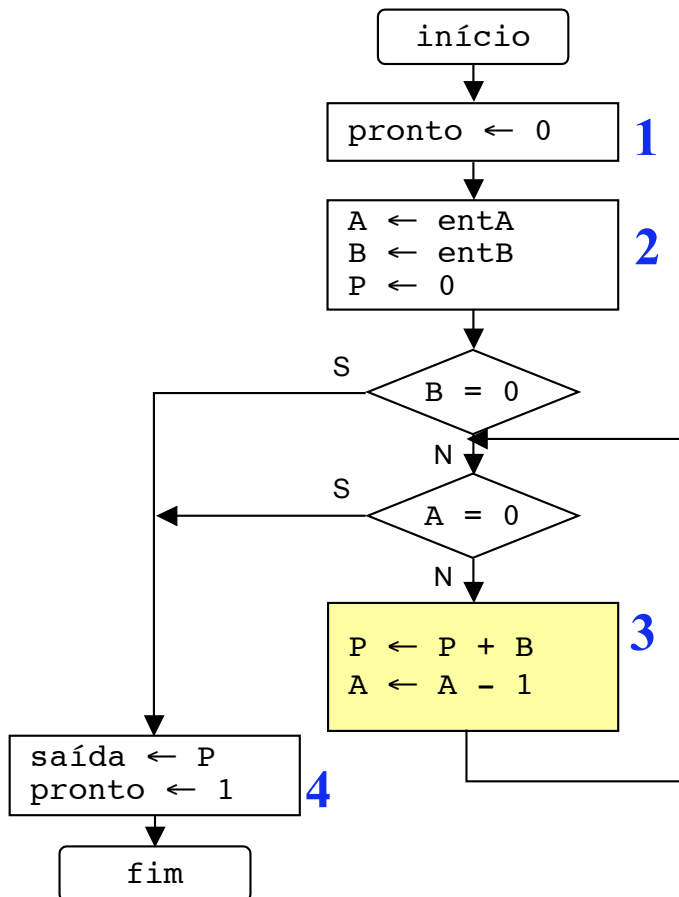 início
pronto ← 0
1
A ← entA
B ← entB
P ← 0
2
S
B = 0
N
S
A = 0
N
P ← P + B
A ← A - 1
3
saída ← P
pronto ← 1
4
fim